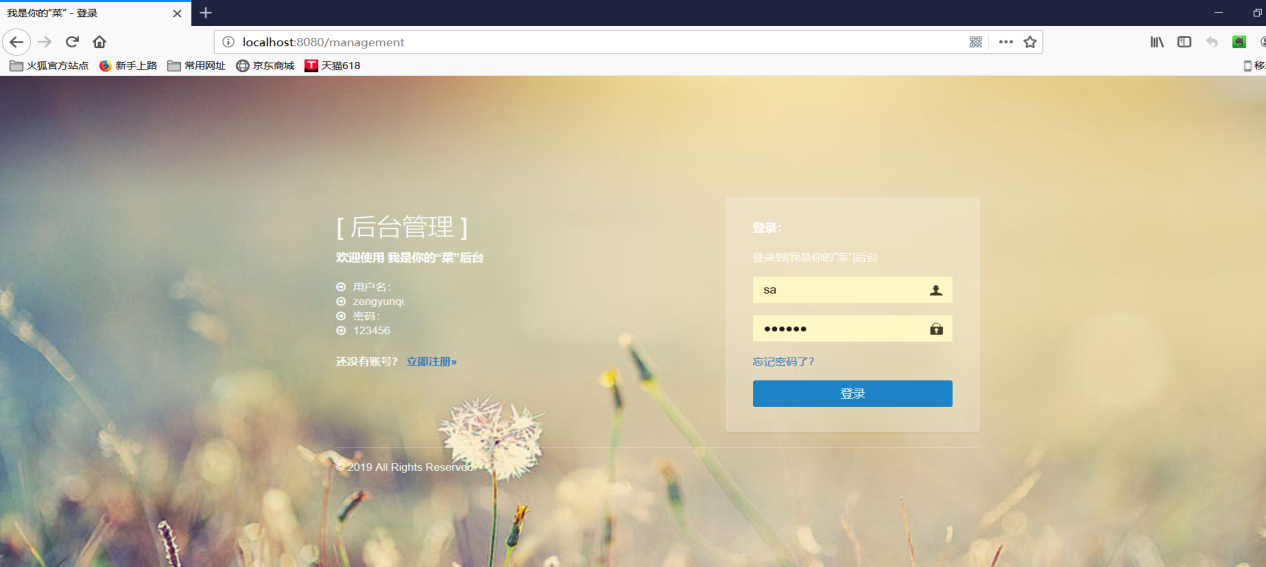 我是你的“菜” - 登录
localhost:8080/management
火狐官方站点 新手上路 常用网址 京东商城 T 天猫618 移
[ 后台管理 ]
欢迎使用 我是你的“菜”后台
用户名:
zengyunqi
密码:
123456
还没有账号? 立即注册»
登录:
登录到[我是你的"菜"]后台
sa
••••••
忘记密码了?
登录
© 2019 All Rights Reserved